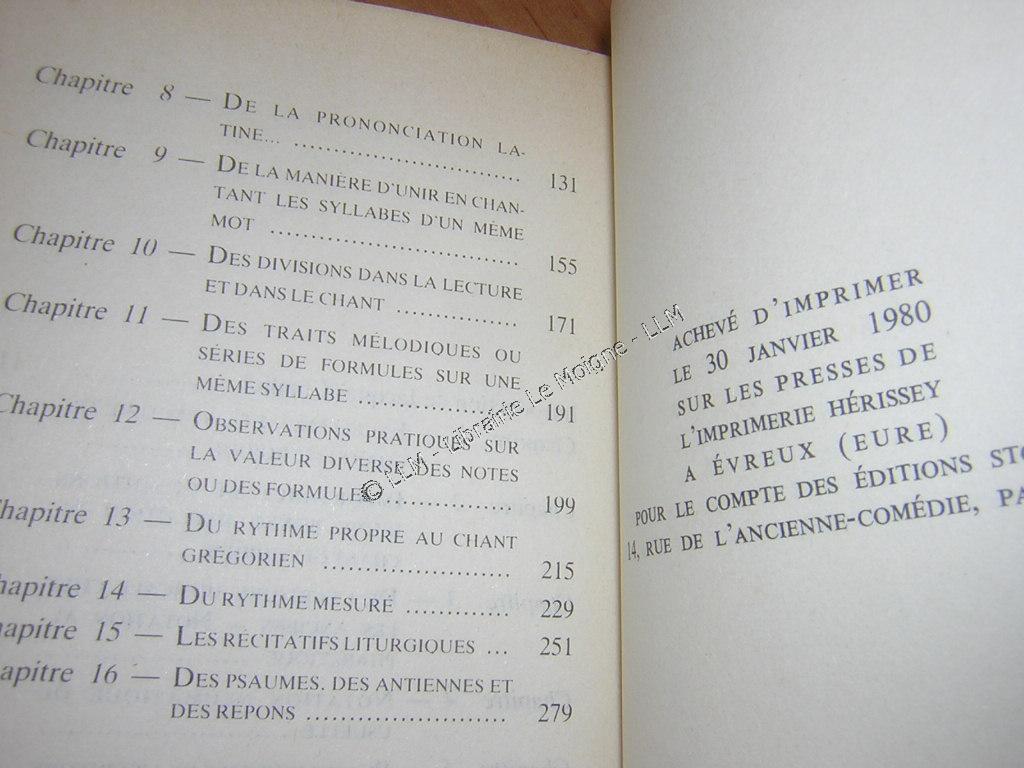 Chapitre 8 — DE LA PRONONCIATION LA-
TINE... ........................ 131
Chapitre 9 — DE LA MANIÈRE D'UNIR EN CHAN-
TANT LES SYLLABES D'UN MÊME
MOT ........................ 155
Chapitre 10 — DES DIVISIONS DANS LA LECTURE
ET DANS LE CHANT ............... 171
Chapitre 11 — DES TRAITS MÉLODIQUES OU
SÉRIES DE FORMULES SUR UNE
MÊME SYLLABE .................. 191
Chapitre 12 — OBSERVATIONS PRATIQUES SUR
LA VALEUR DIVERSE DES NOTES
OU DES FORMULES ............... 199
Chapitre 13 — DU RYTHME PROPRE AU CHANT
GRÉGORIEN .................... 215
hapitre 14 — DU RYTHME MESURÉ ............ 229
apitre 15 — LES RÉCITATIFS LITURGIQUES ... 251
apitre 16 — DES PSAUMES, DES ANTIENNES ET
DES RÉPONS ...................... 279
ACHEVÉ D'IMPRIMER
LE 30 JANVIER 1980
SUR LES PRESSES DE
L'IMPRIMERIE HÉRISSEY
A ÉVREUX (EURE)
POUR LE COMPTE DES ÉDITIONS STO
14, RUE DE L'ANCIENNE-COMÉDIE, PA
© LLM - Librairie Le Moigne - LLM